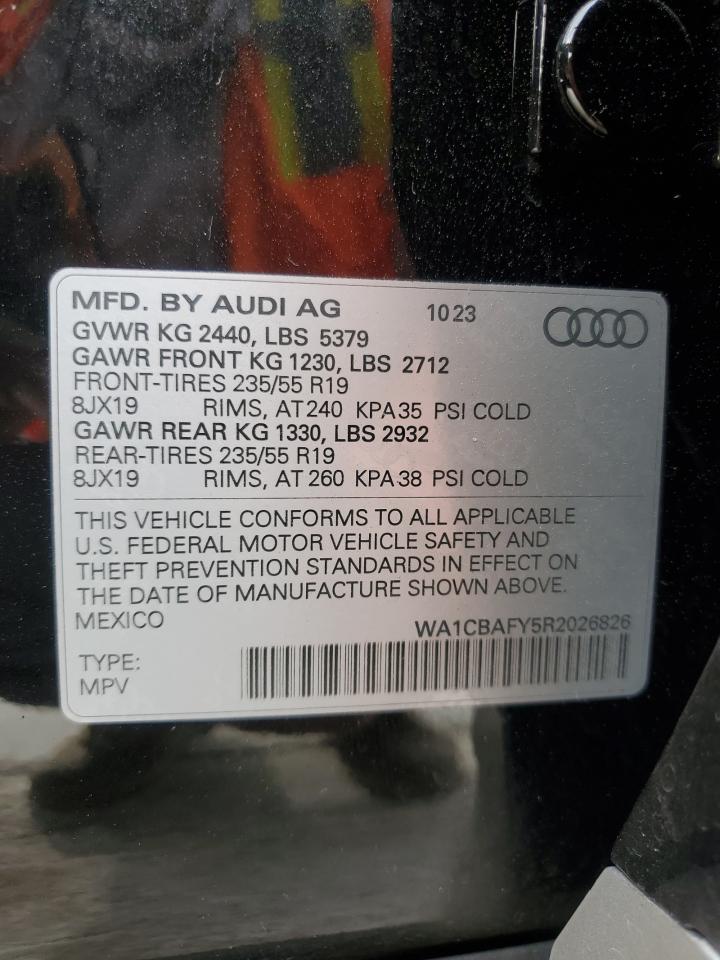 MFD. BY AUDI AG 10 23
GVWR KG 2440, LBS 5379
GAWR FRONT KG 1230, LBS 2712
FRONT-TIRES 235/55 R19
8JX19 RIMS, AT 240 KPA 35 PSI COLD
GAWR REAR KG 1330, LBS 2932
REAR-TIRES 235/55 R19
8JX19 RIMS, AT 260 KPA 38 PSI COLD
THIS VEHICLE CONFORMS TO ALL APPLICABLE
U.S. FEDERAL MOTOR VEHICLE SAFETY AND
THEFT PREVENTION STANDARDS IN EFFECT ON
THE DATE OF MANUFACTURE SHOWN ABOVE.
MEXICO
WA1CBAFY5R2026826
TYPE:
MPV